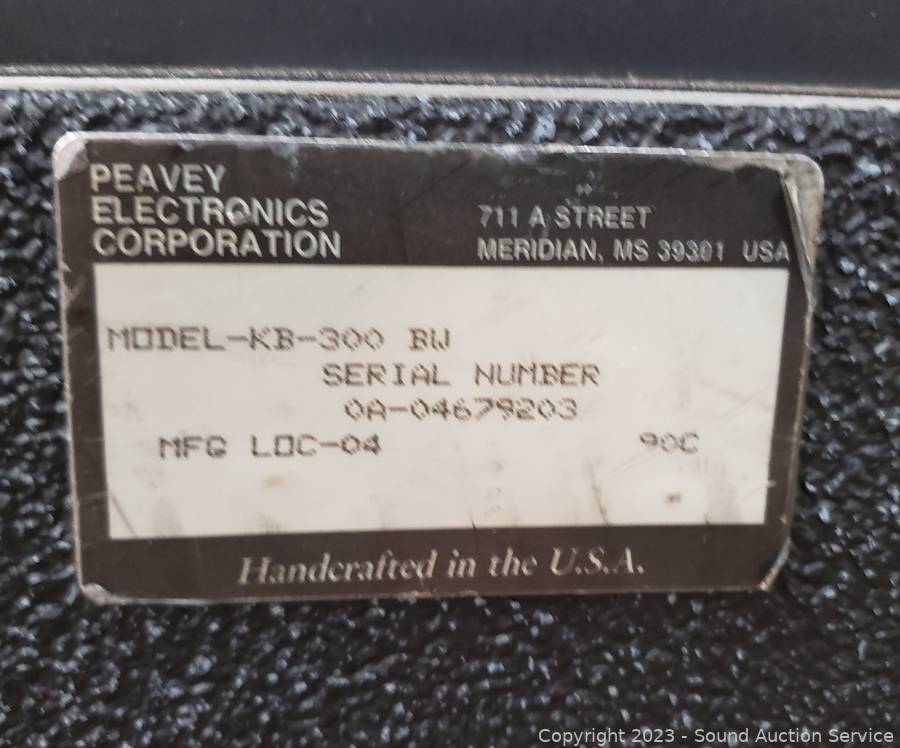 PEAVEY
ELECTRONICS
CORPORATION
711 A STREET
MERIDIAN, MS 39301 USA
MODEL-KB-300 BW
SERIAL NUMBER
0A-04679203
MFG LOC-04 90C
Handcrafted in the U.S.A.
Copyright 2023 - Sound Auction Service